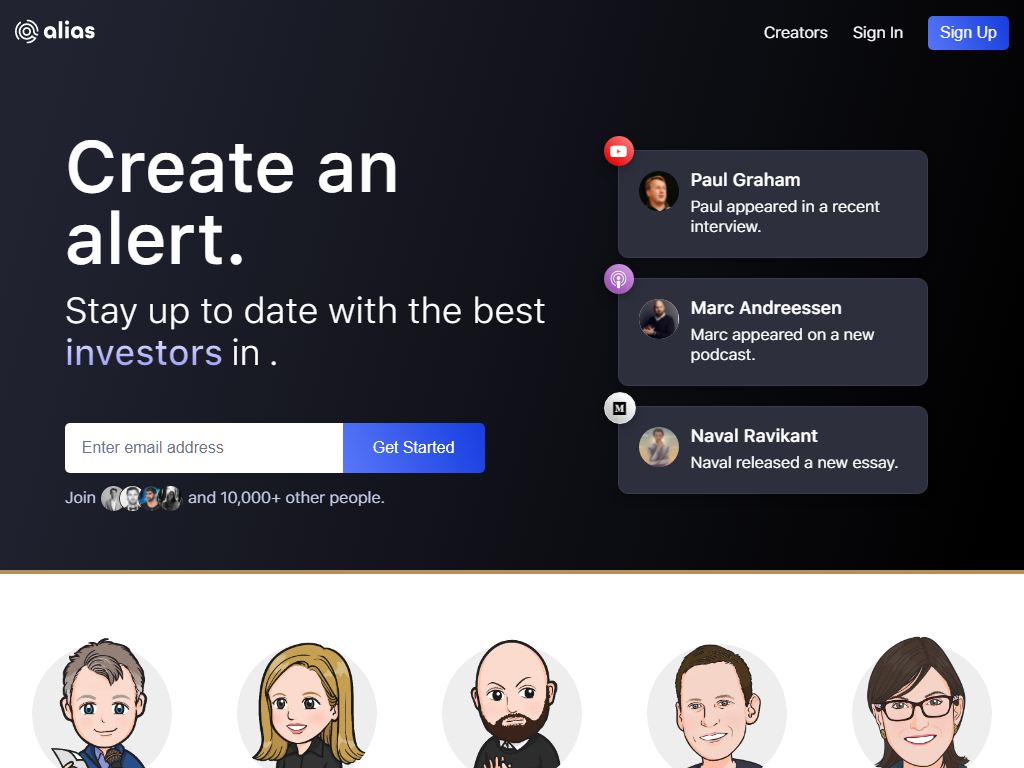 alias
Creators
Sign In
Sign Up
Create an
alert.
Stay up to date with the best
investors in .
Enter email address
Get Started
Join and 10,000+ other people.
Paul Graham
Paul appeared in a recent
interview.
Marc Andreessen
Marc appeared on a new
podcast.
M
Naval Ravikant
Naval released a new essay.